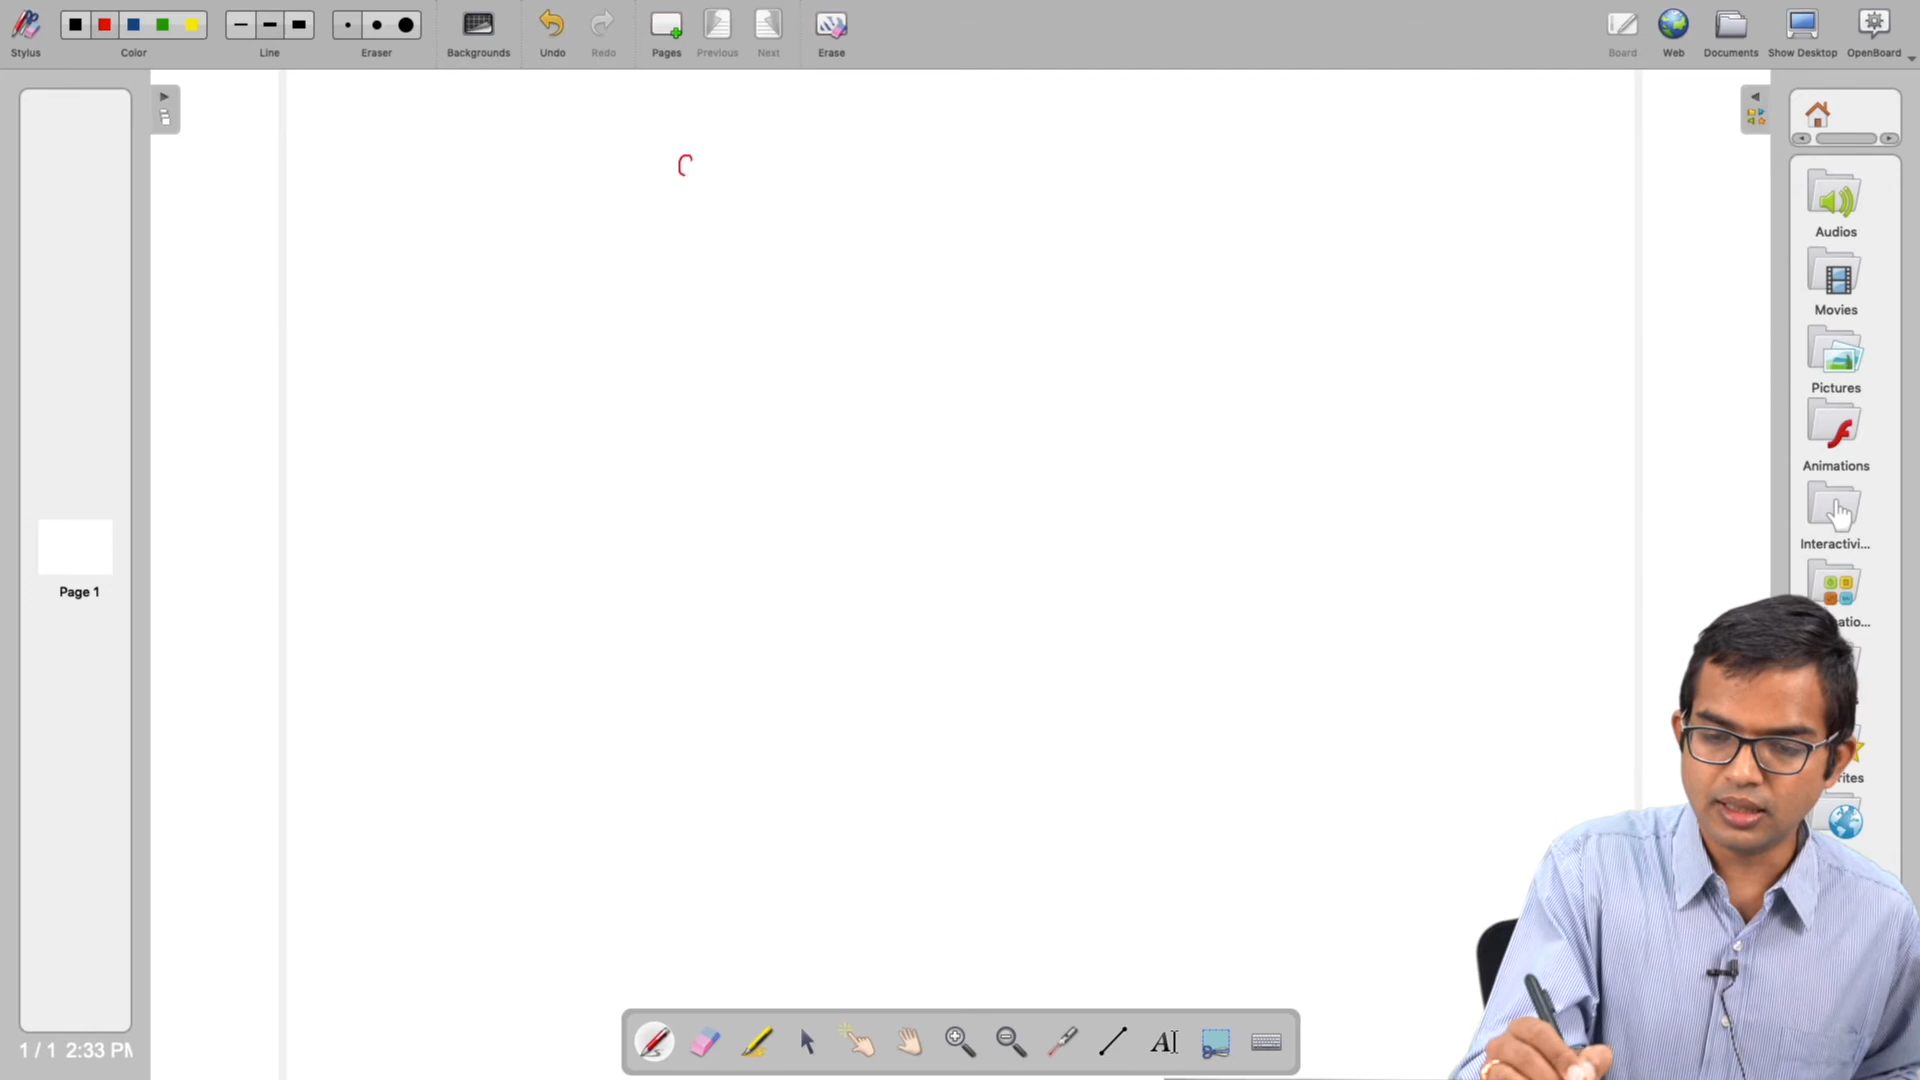 Stylus Color Line Eraser Backgrounds Undo Redo Pages Previous Next Erase Board Web Documents Show Desktop OpenBoard
C
Audios
Movies
Pictures
Animations
Interactivi...
Page 1
1 / 1 2:33 PM
AI